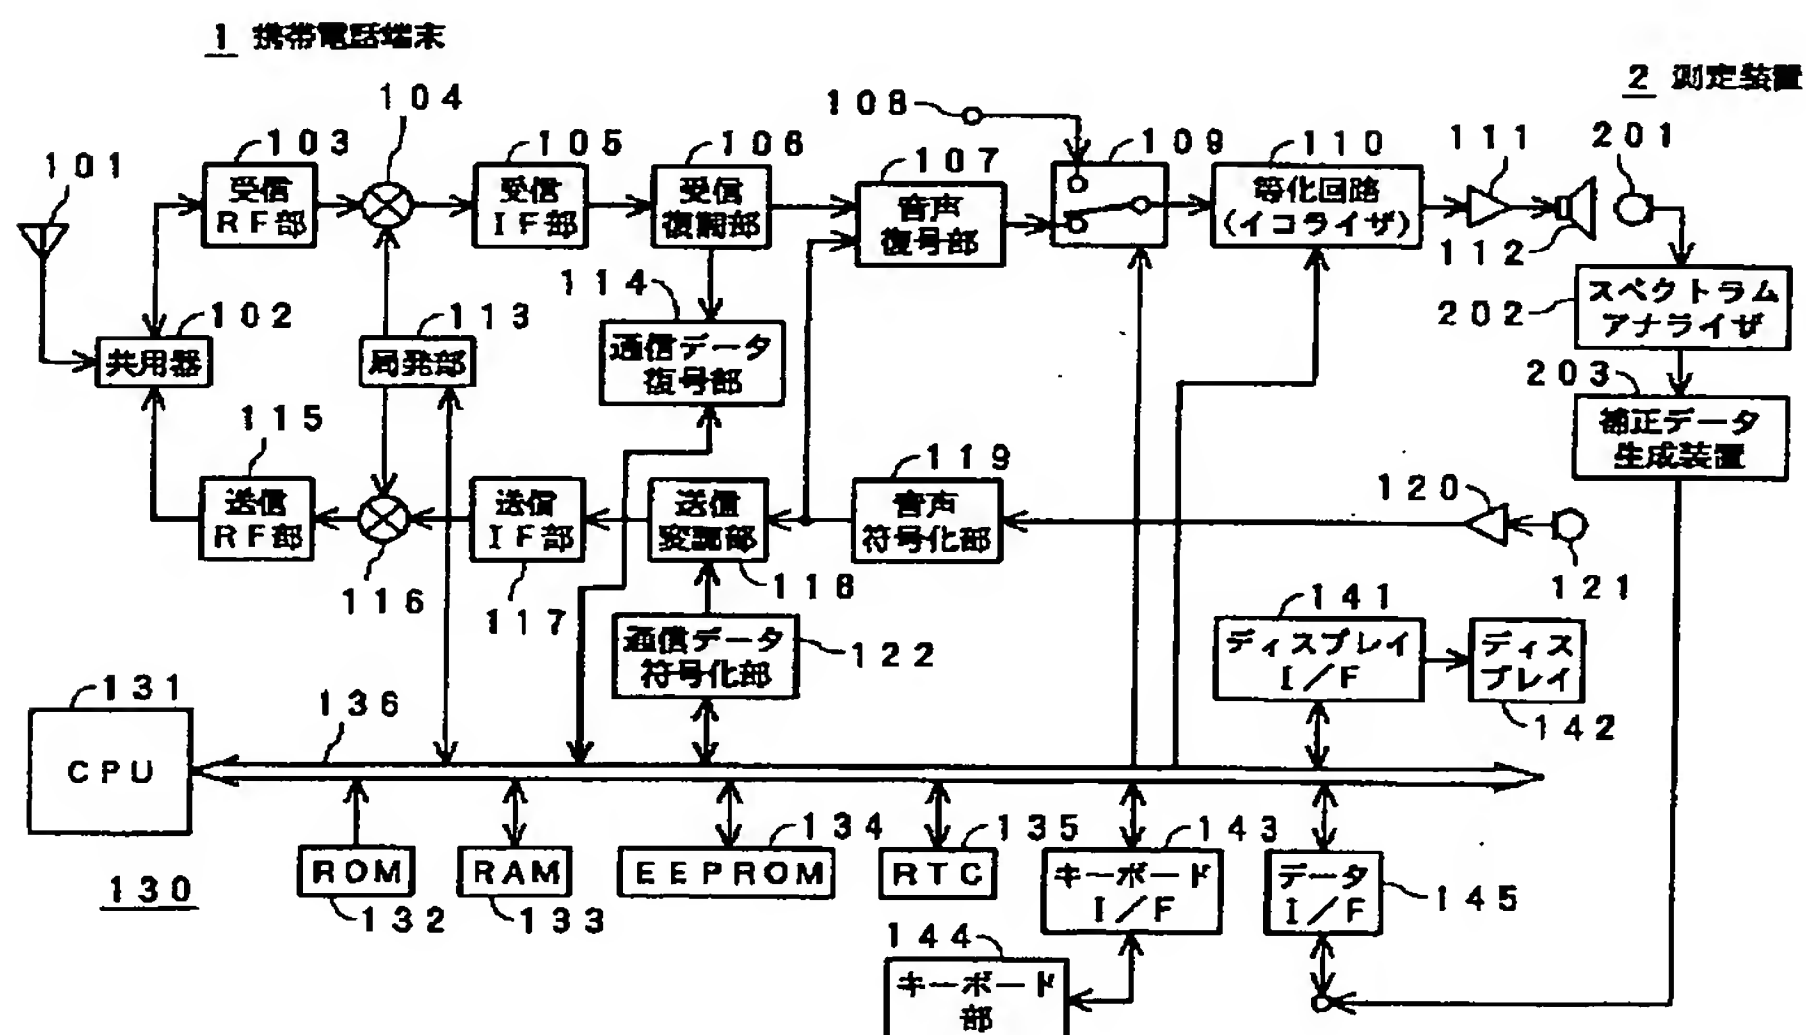 1 携帯電話端末
2 測定装置
101
102
共用器
103
受信
RF部
104
105
受信
IF部
106
受信
復調部
107
音声
復号部
108
109
110
等化回路
(イコライザ)
111
112
201
202
スペクトラム
アナライザ
203
補正データ
生成装置
113
局発部
114
通信データ
復号部
115
送信
RF部
116
117
送信
IF部
118
送信
変調部
119
音声
符号化部
120
121
122
通信データ
符号化部
131
CPU
136
130
ROM
132
RAM
133
EEPROM
134
RTC
135
141
ディスプレイ
I/F
ディス
プレイ
142
143
キーボード
I/F
144
キーボード
部
データ
I/F
145